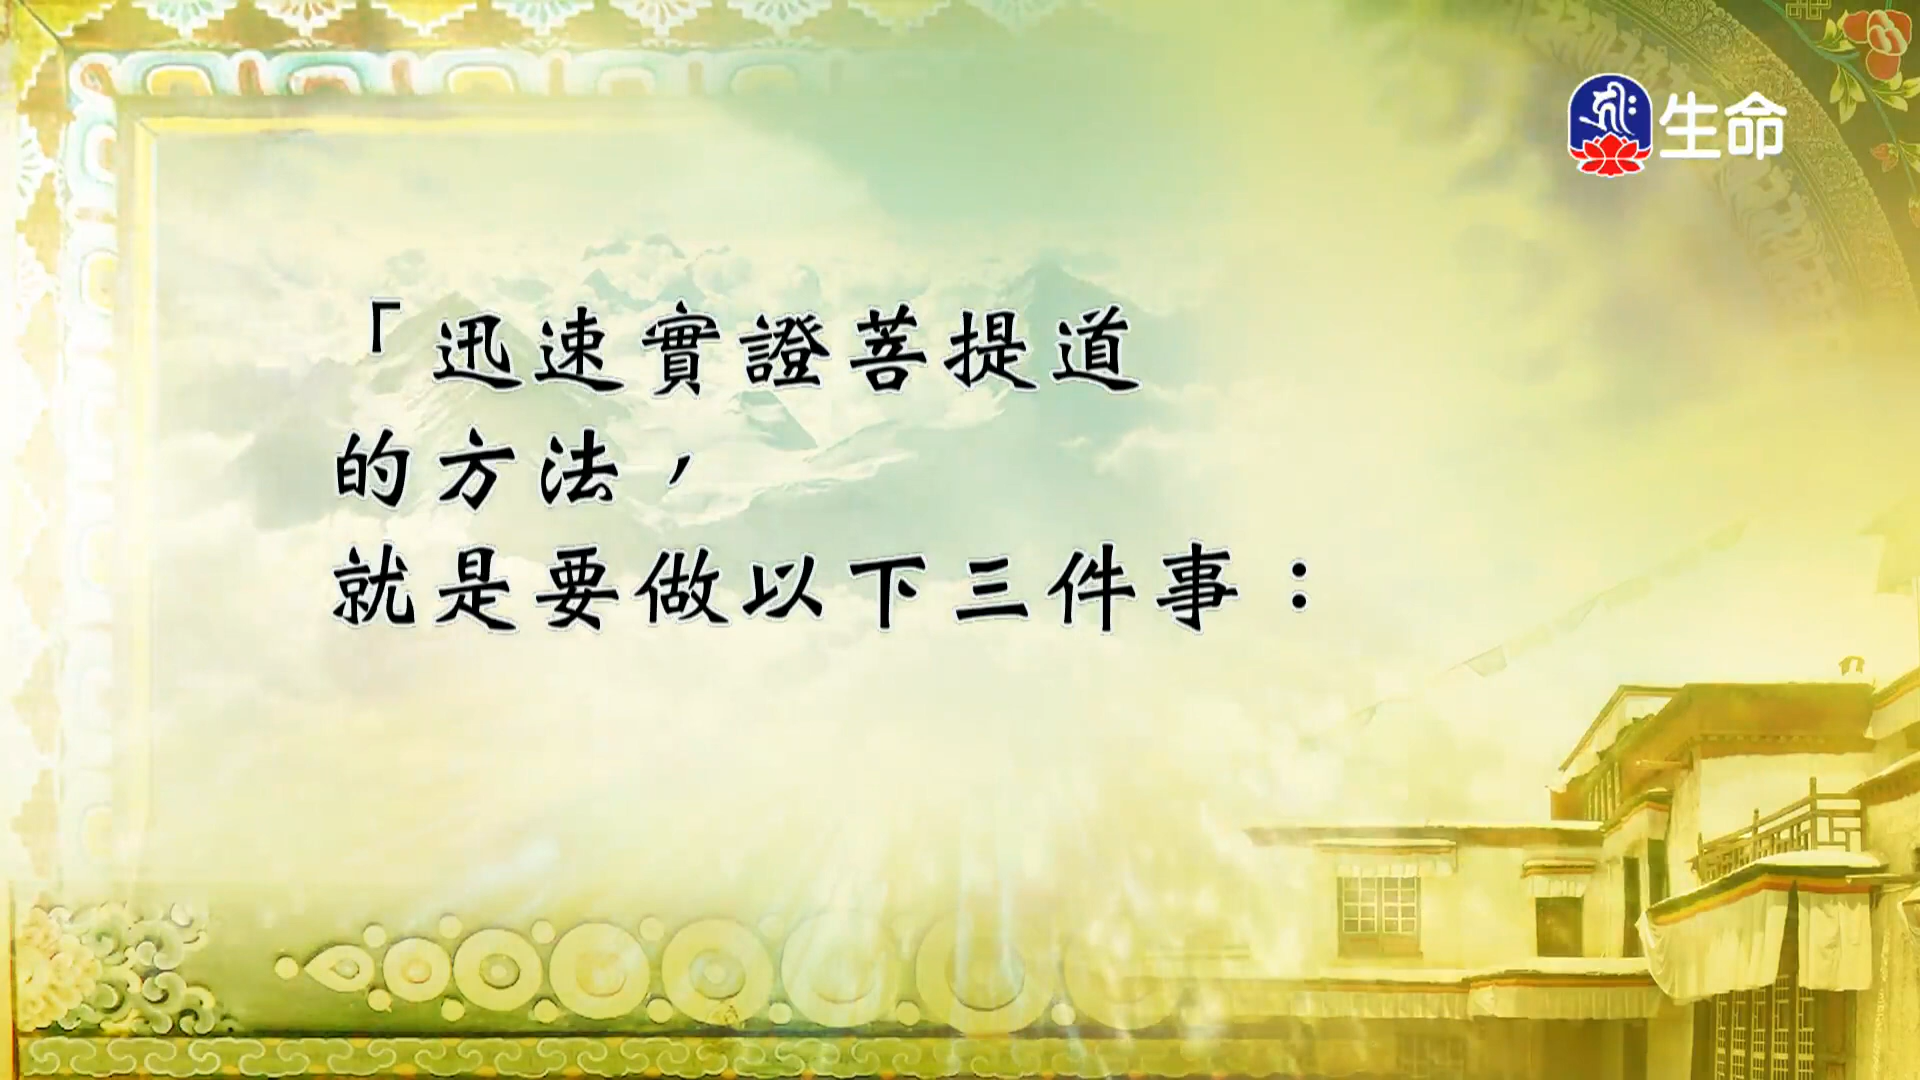 生命
「迅速實證菩提道
的方法，
就是要做以下三件事：